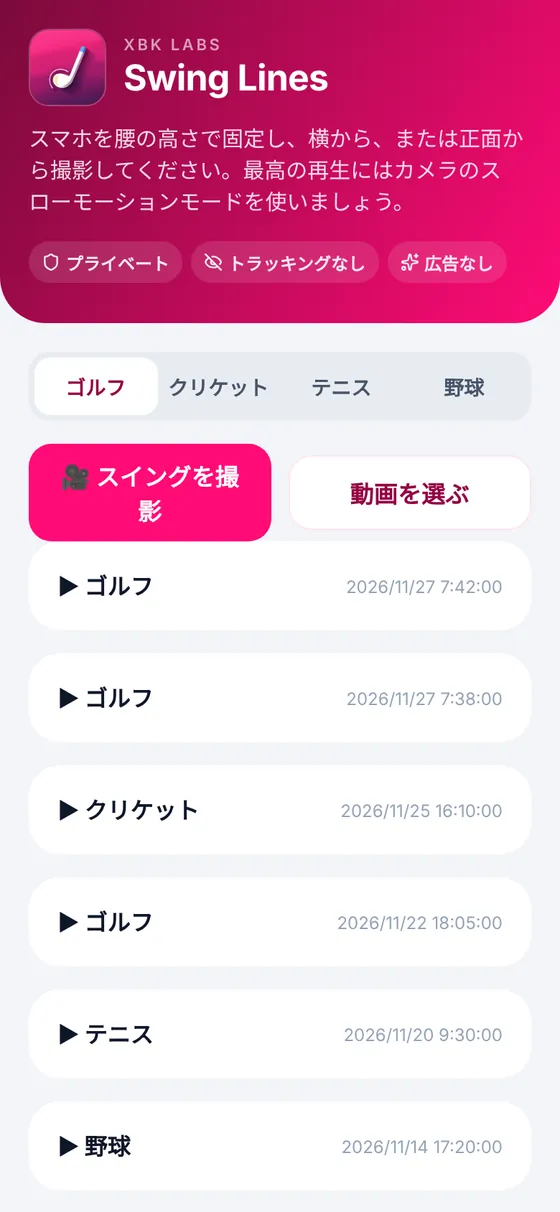 XBK LABS
Swing Lines
スマホを腰の高さで固定し、横から、または正面か
ら撮影してください。最高の再生にはカメラのス
ローモーションモードを使いましょう。
プライベート
トラッキングなし
広告なし
ゴルフ
クリケット
テニス
野球
🎥 スイングを撮
影
動画を選ぶ
▶ ゴルフ 2026/11/27 7:42:00
▶ ゴルフ 2026/11/27 7:38:00
▶ クリケット 2026/11/25 16:10:00
▶ ゴルフ 2026/11/22 18:05:00
▶ テニス 2026/11/20 9:30:00
▶ 野球 2026/11/14 17:20:00